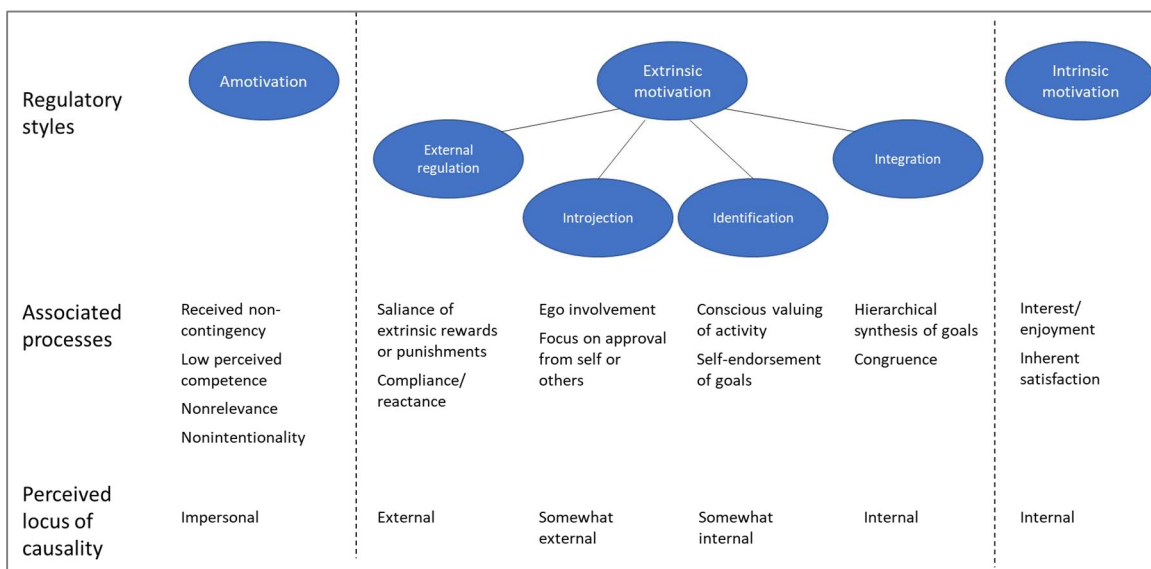 Regulatory
styles
Amotivation
Extrinsic
motivation
Intrinsic
motivation
External
regulation
Introjection
Identification
Integration
Associated
processes
Received non-
contingency
Low perceived
competence
Nonrelevance
Nonintentionality
Saliance of
extrinsic rewards
or punishments
Compliance/
reactance
Ego involvement
Focus on approval
from self or
others
Conscious valuing
of activity
Self-endorsement
of goals
Hierarchical
synthesis of goals
Congruence
Interest/
enjoyment
Inherent
satisfaction
Perceived
locus of
causality
Impersonal
External
Somewhat
external
Somewhat
internal
Internal
Internal